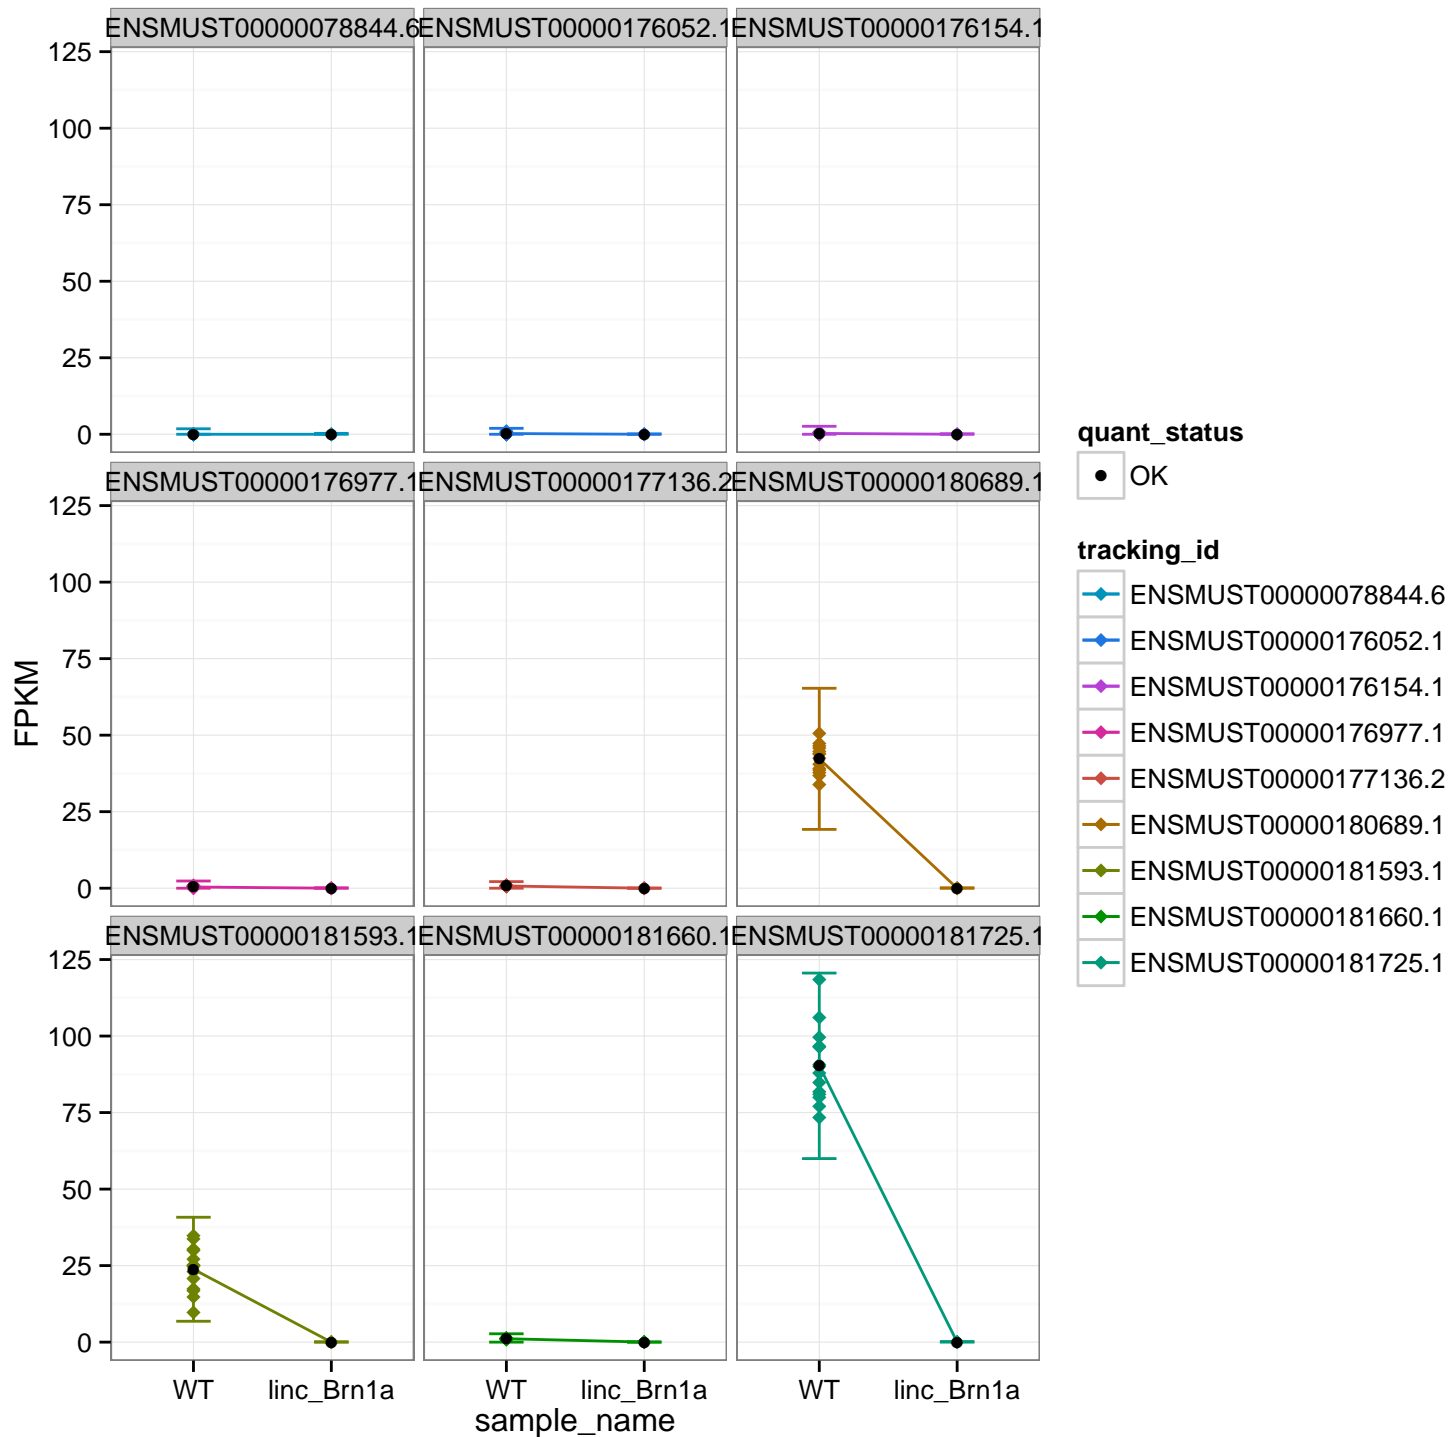 ENSMUST00000078844.6 ENSMUST00000176052.1 ENSMUST00000176154.1
125
100
75
50
25
0
ENSMUST00000176977.1 ENSMUST00000177136.2 ENSMUST00000180689.1
125
100
75
50
25
0
FPKM
ENSMUST00000181593.1 ENSMUST00000181660.1 ENSMUST00000181725.1
125
100
75
50
25
0
WT linc_Brn1a WT linc_Brn1a WT linc_Brn1a
sample_name
quant_status
OK
tracking_id
ENSMUST00000078844.6
ENSMUST00000176052.1
ENSMUST00000176154.1
ENSMUST00000176977.1
ENSMUST00000177136.2
ENSMUST00000180689.1
ENSMUST00000181593.1
ENSMUST00000181660.1
ENSMUST00000181725.1